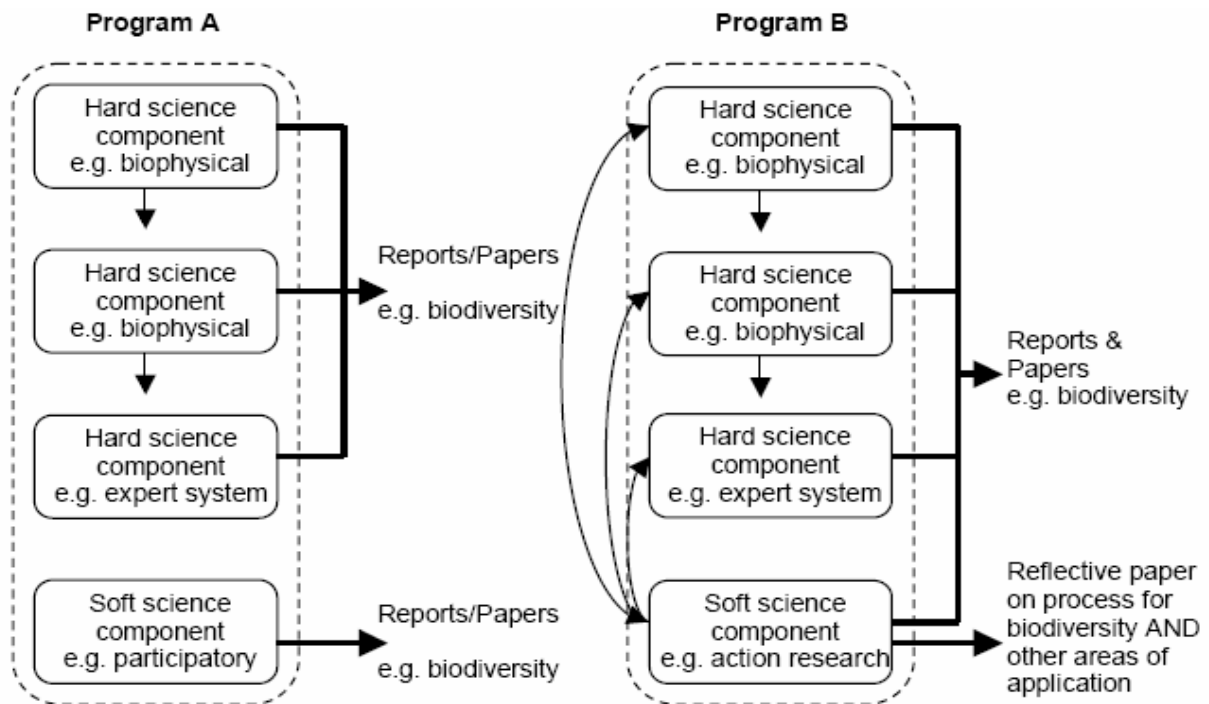 Program A
Hard science
component
e.g. biophysical
Hard science
component
e.g. biophysical
Hard science
component
e.g. expert system
Soft science
component
e.g. participatory
Reports/Papers
e.g. biodiversity
Reports/Papers
e.g. biodiversity
Program B
Hard science
component
e.g. biophysical
Hard science
component
e.g. biophysical
Hard science
component
e.g. expert system
Soft science
component
e.g. action research
Reports &
Papers
e.g. biodiversity
Reflective paper
on process for
biodiversity AND
other areas of
application